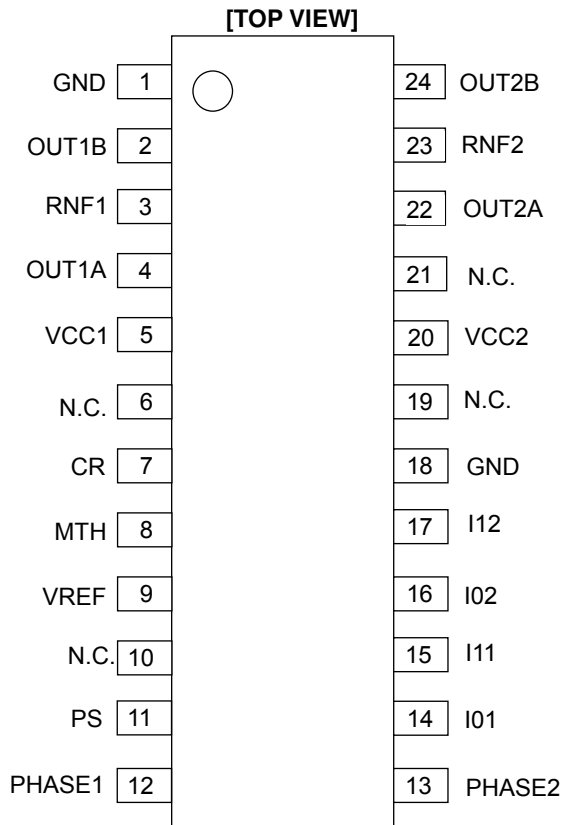 [TOP VIEW]
GND 1 24 OUT2B
OUT1B 2 23 RNF2
RNF1 3 22 OUT2A
OUT1A 4 21 N.C.
VCC1 5 20 VCC2
N.C. 6 19 N.C.
CR 7 18 GND
MTH 8 17 I12
VREF 9 16 I02
N.C. 10 15 I11
PS 11 14 I01
PHASE1 12 13 PHASE2